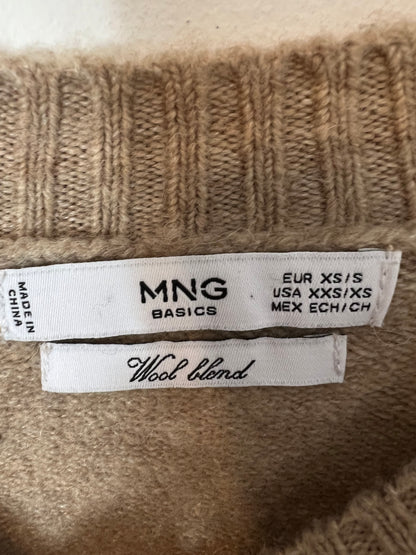 MADE IN
CHINA
MNG
BASICS
EUR XS/S
USA XXS/XS
MEX ECH/CH
Wool blend